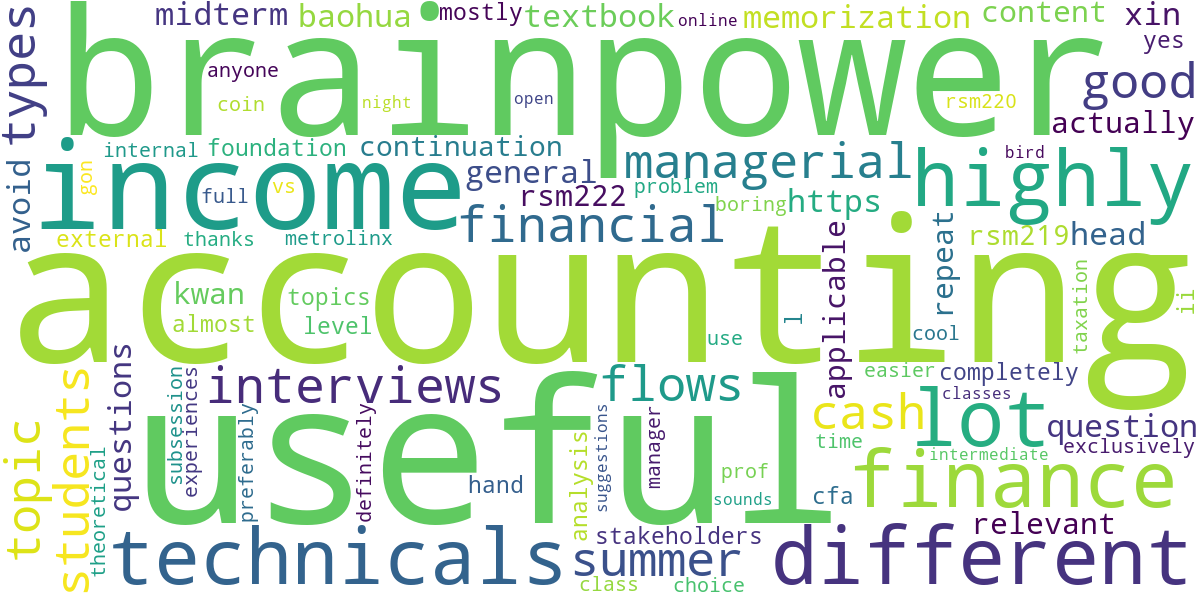 midterm
baohua
mostly
textbook
online
memorization
content
xin
yes
types
brainpower
anyone
coin
night
open
rsm220
good
actually
avoid
internal
foundation
continuation
income
general
managerial
bird
highly
gon
full
vs
rsm222
problem
boring
https
external
thanks
metrolinx
financial
applicable
repeat
rsm219
head
accounting
kwan
topics
almost
level
use
l
cool
taxation
ii
students
questions
subsession
experiences
interviews
flows
easier
completely
classes
cash
lot
question
exclusively
topic
theoretical
preferably
definitely
useful
hand
analysis
suggestions
manager
prof
sounds
time
cfa
intermediate
finance
technicals
stakeholders
summer
class
choice
relevant
different